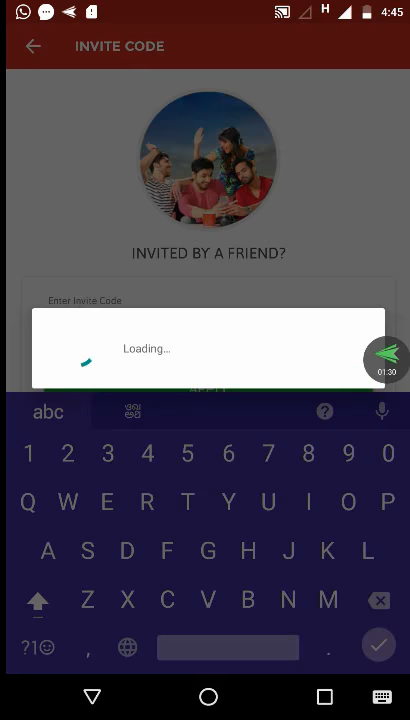 H 4:45
INVITE CODE
INVITED BY A FRIEND?
Enter Invite Code
Loading...
01:30
APPLY
abc
1 2 3 4 5 6 7 8 9 0
Q W E R T Y U I O P
A S D F G H J K L
Z X C V B N M
?1☺ , .